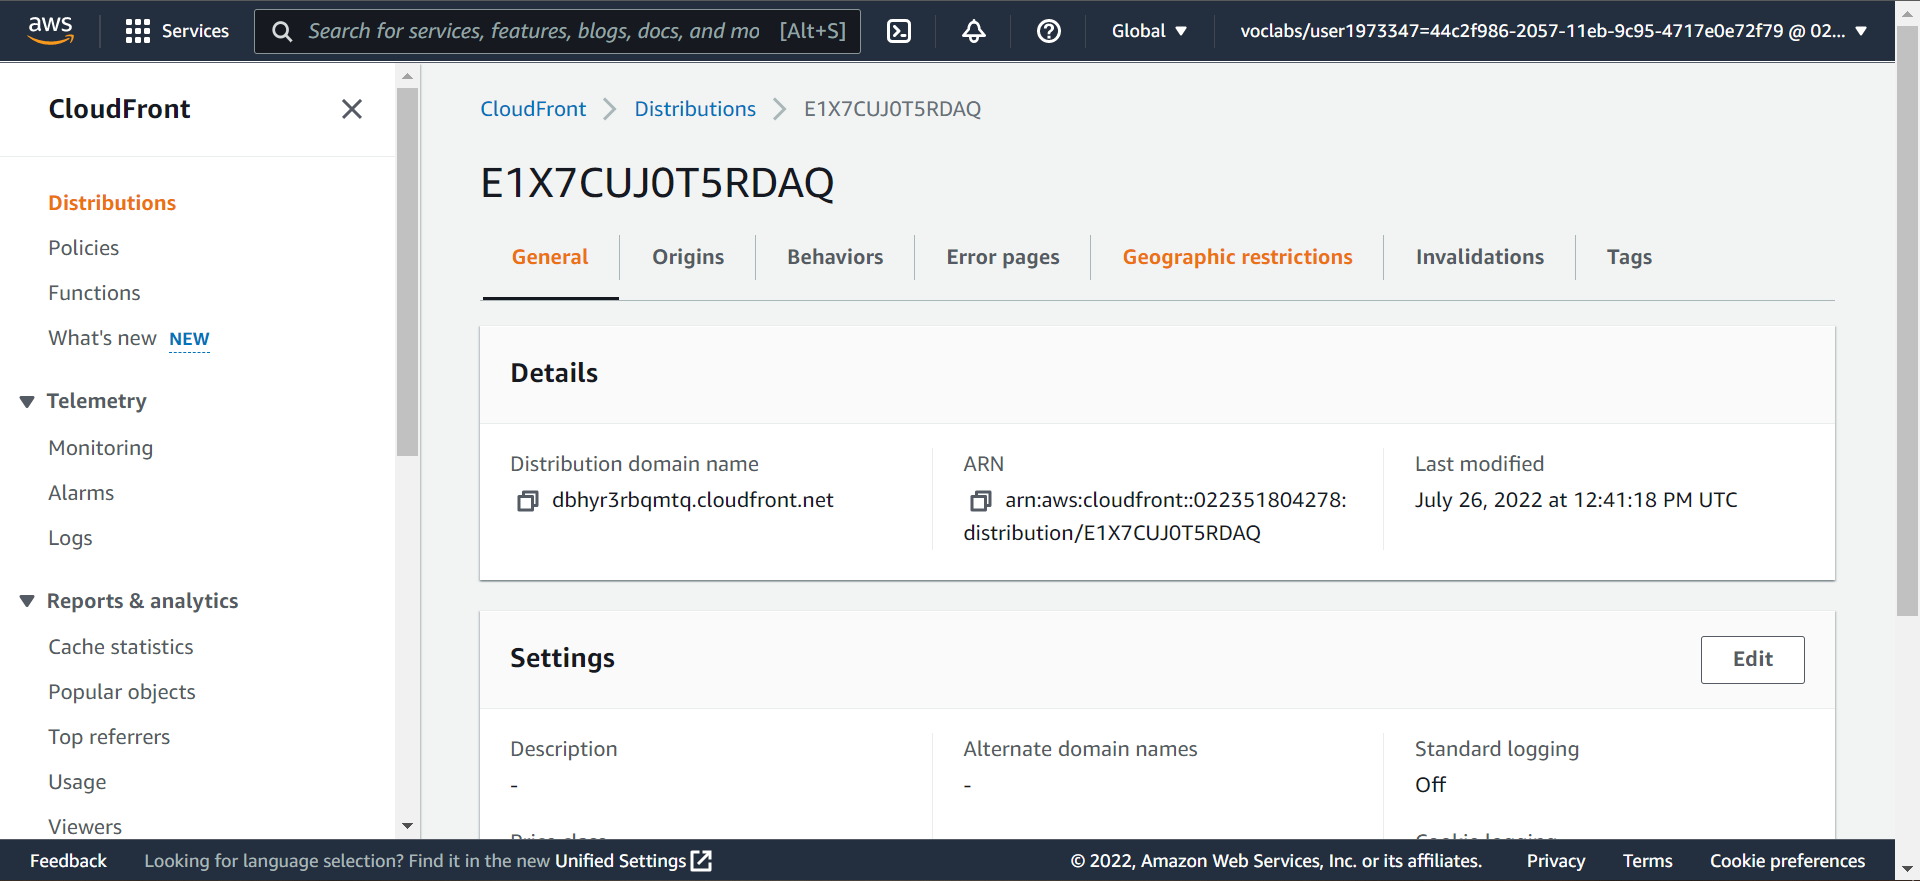 aws
Services
Search for services, features, blogs, docs, and mo [Alt+S]
Global
voclabs/user1973347=44c2f986-2057-11eb-9c95-4717e0e72f79 @ 02...
CloudFront
Distributions
Policies
Functions
What's new NEW
Telemetry
Monitoring
Alarms
Logs
Reports & analytics
Cache statistics
Popular objects
Top referrers
Usage
Viewers
CloudFront
Distributions
E1X7CUJ0T5RDAQ
E1X7CUJ0T5RDAQ
General
Origins
Behaviors
Error pages
Geographic restrictions
Invalidations
Tags
Details
Distribution domain name
dbhyr3rbqmtq.cloudfront.net
ARN
arn:aws:cloudfront::022351804278:
distribution/E1X7CUJ0T5RDAQ
Last modified
July 26, 2022 at 12:41:18 PM UTC
Settings
Edit
Description
-
Alternate domain names
-
Standard logging
Off
Price class
Cookie logging
Feedback
Looking for language selection? Find it in the new Unified Settings
© 2022, Amazon Web Services, Inc. or its affiliates.
Privacy
Terms
Cookie preferences